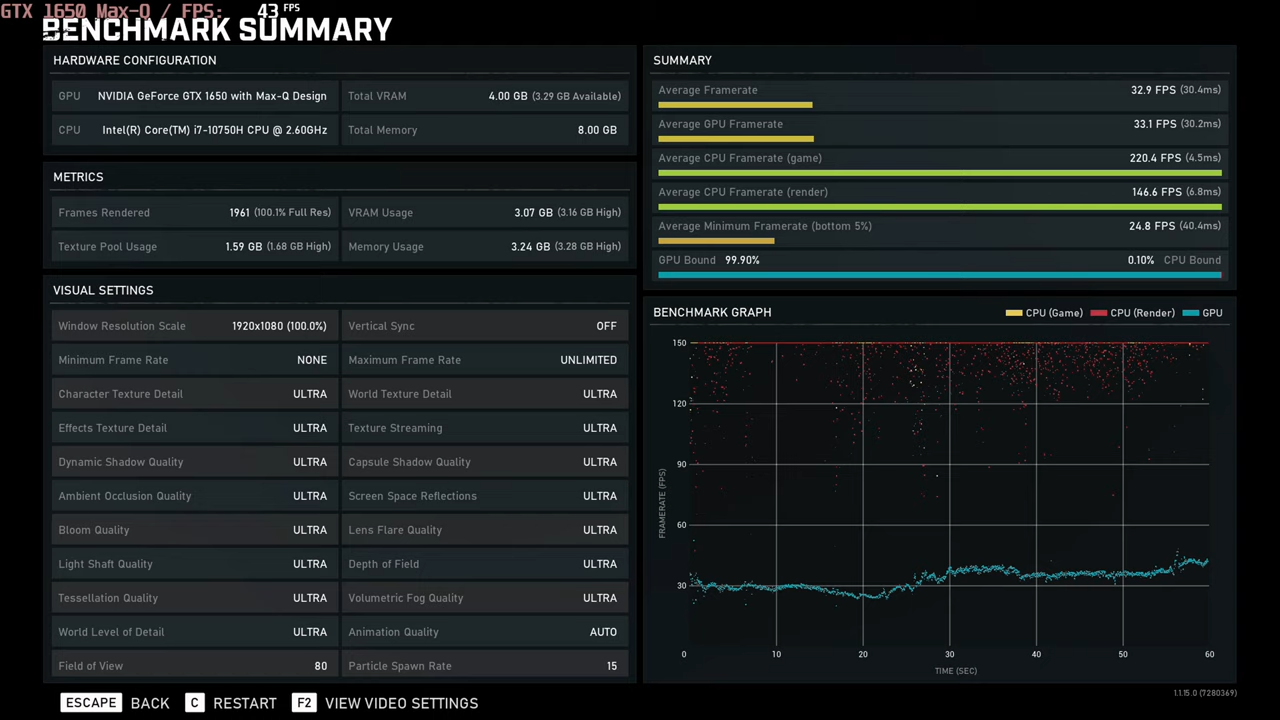 GTX 1650 Max-Q / FPS: 43 FPS
BENCHMARK SUMMARY
HARDWARE CONFIGURATION
GPU NVIDIA GeForce GTX 1650 with Max-Q Design
Total VRAM 4.00 GB (3.29 GB Available)
CPU Intel(R) Core(TM) i7-10750H CPU @ 2.60GHz
Total Memory 8.00 GB
METRICS
Frames Rendered 1961 (100.1% Full Res)
VRAM Usage 3.07 GB (3.16 GB High)
Texture Pool Usage 1.59 GB (1.68 GB High)
Memory Usage 3.24 GB (3.28 GB High)
VISUAL SETTINGS
Window Resolution Scale 1920x1080 (100.0%)
Vertical Sync OFF
Minimum Frame Rate NONE
Maximum Frame Rate UNLIMITED
Character Texture Detail ULTRA
World Texture Detail ULTRA
Effects Texture Detail ULTRA
Texture Streaming ULTRA
Dynamic Shadow Quality ULTRA
Capsule Shadow Quality ULTRA
Ambient Occlusion Quality ULTRA
Screen Space Reflections ULTRA
Bloom Quality ULTRA
Lens Flare Quality ULTRA
Light Shaft Quality ULTRA
Depth of Field ULTRA
Tessellation Quality ULTRA
Volumetric Fog Quality ULTRA
World Level of Detail ULTRA
Animation Quality AUTO
Field of View 80
Particle Spawn Rate 15
SUMMARY
Average Framerate 32.9 FPS (30.4ms)
Average GPU Framerate 33.1 FPS (30.2ms)
Average CPU Framerate (game) 220.4 FPS (4.5ms)
Average CPU Framerate (render) 146.6 FPS (6.8ms)
Average Minimum Framerate (bottom 5%) 24.8 FPS (40.4ms)
GPU Bound 99.90% 0.10% CPU Bound
BENCHMARK GRAPH CPU (Game) CPU (Render) GPU
150
120
90
60
30
FRAMERATE (FPS)
0 10 20 30 40 50 60
TIME (SEC)
1.1.15.0 (7280369)
ESCAPE BACK C RESTART F2 VIEW VIDEO SETTINGS